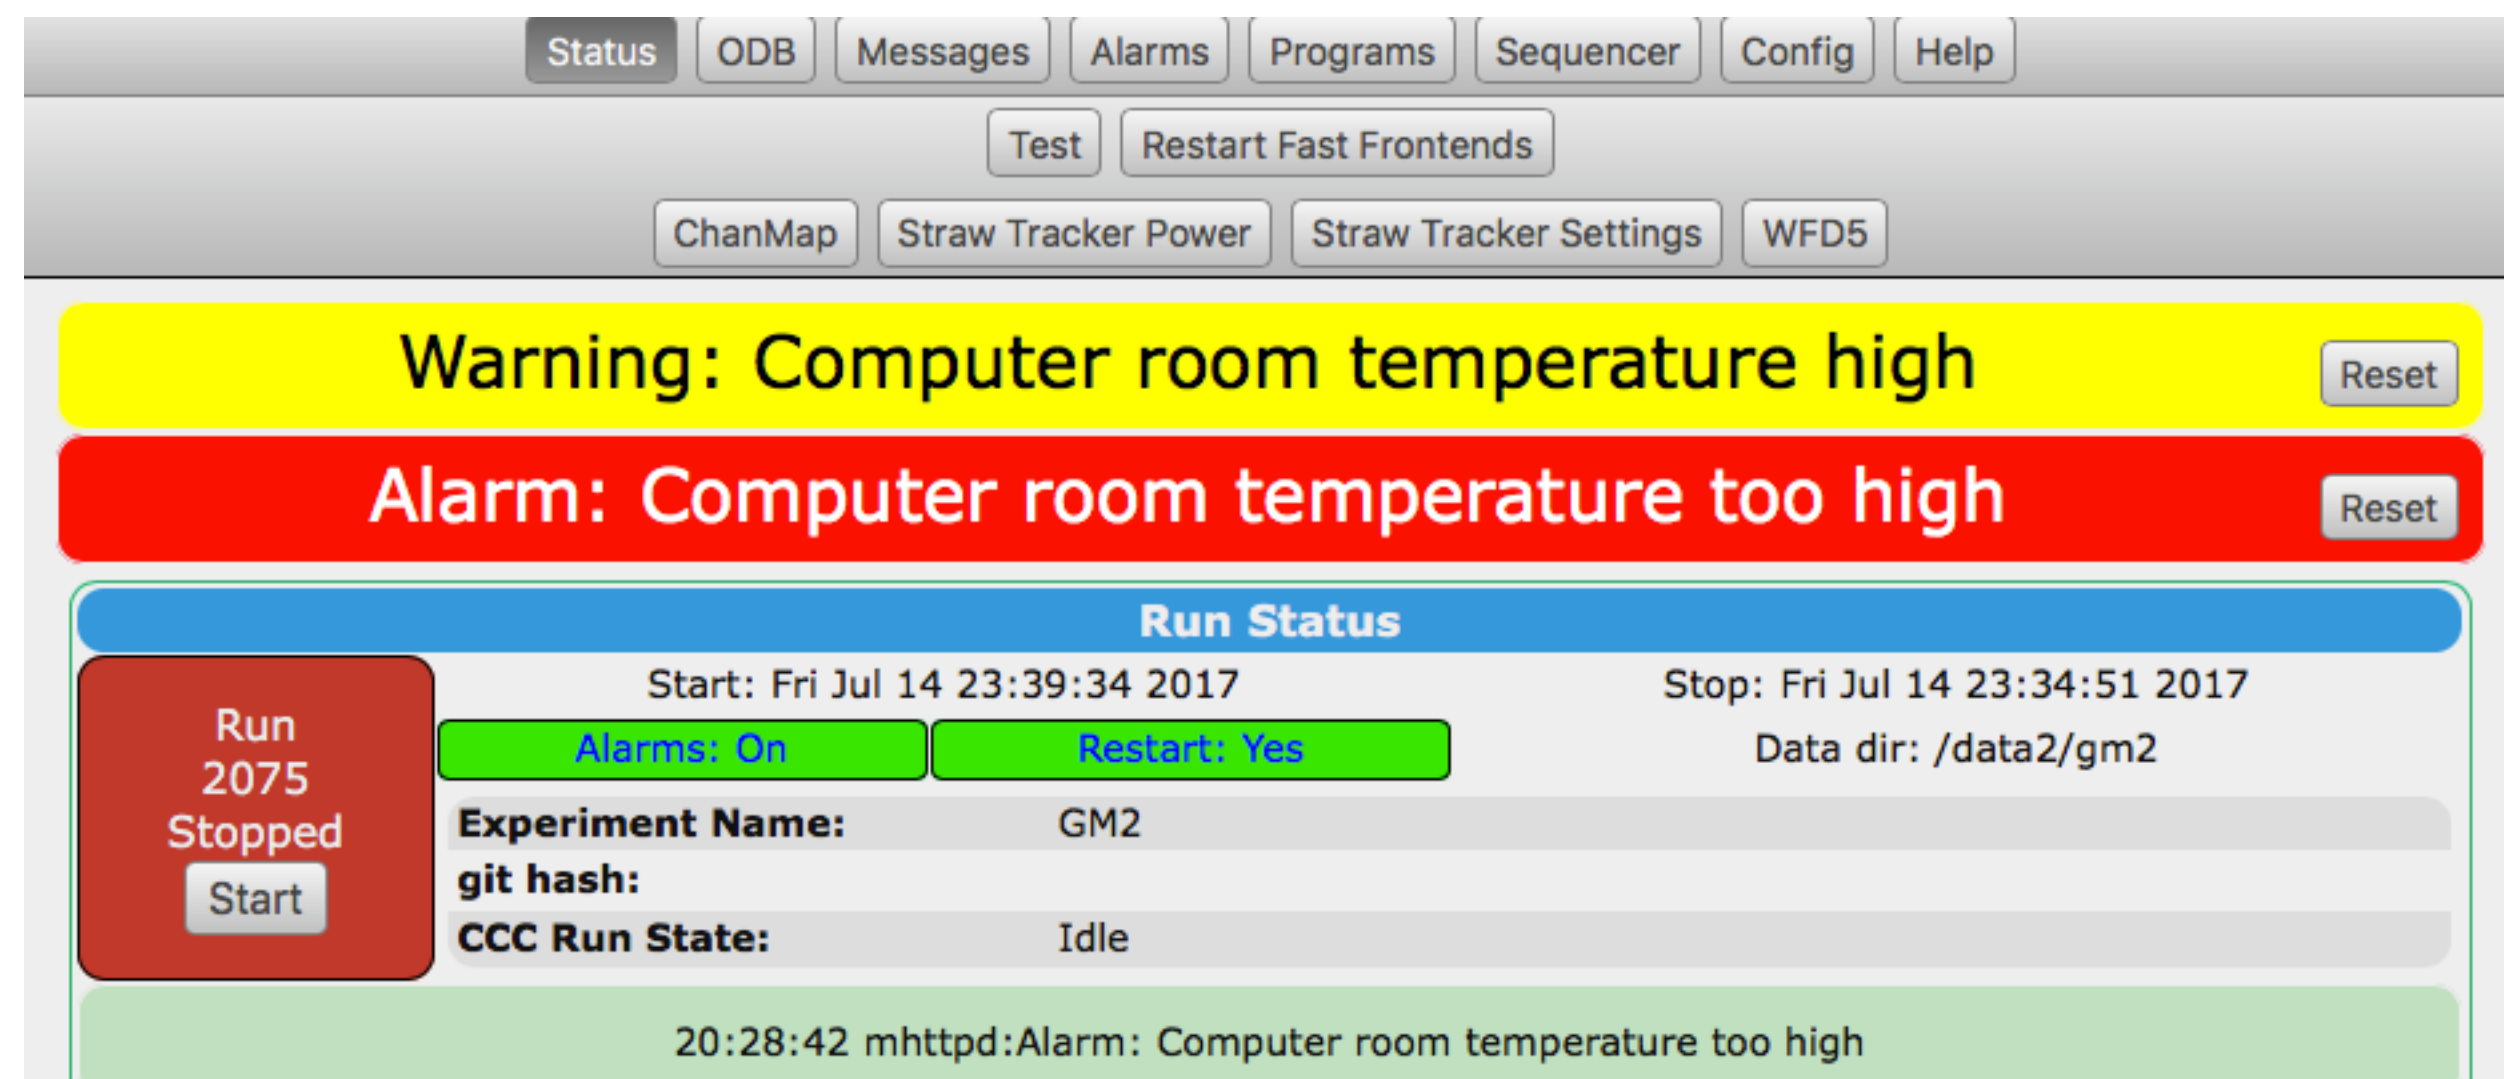 Status ODB Messages Alarms Programs Sequencer Config Help
Test Restart Fast Frontends
ChanMap Straw Tracker Power Straw Tracker Settings WFD5
Warning: Computer room temperature high Reset
Alarm: Computer room temperature too high Reset
Run Status
Run
2075
Stopped
Start
Start: Fri Jul 14 23:39:34 2017 Stop: Fri Jul 14 23:34:51 2017
Alarms: On Restart: Yes Data dir: /data2/gm2
Experiment Name: GM2
git hash:
CCC Run State: Idle
20:28:42 mhttpd:Alarm: Computer room temperature too high